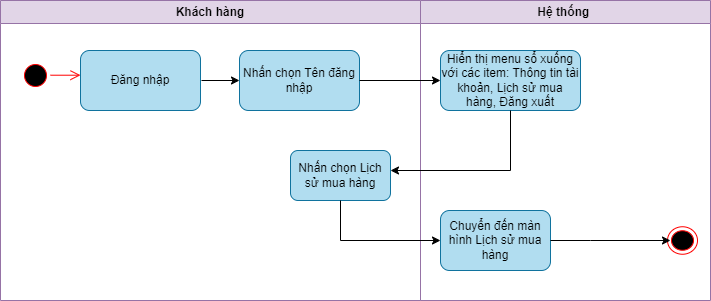 Khách hàng
Hệ thống
Đăng nhập
Nhấn chọn Tên đăng
nhập
Hiển thị menu sổ xuống
với các item: Thông tin tài
khoản, Lịch sử mua
hàng, Đăng xuất
Nhấn chọn Lịch
sử mua hàng
Chuyển đến màn
hình Lịch sử mua
hàng